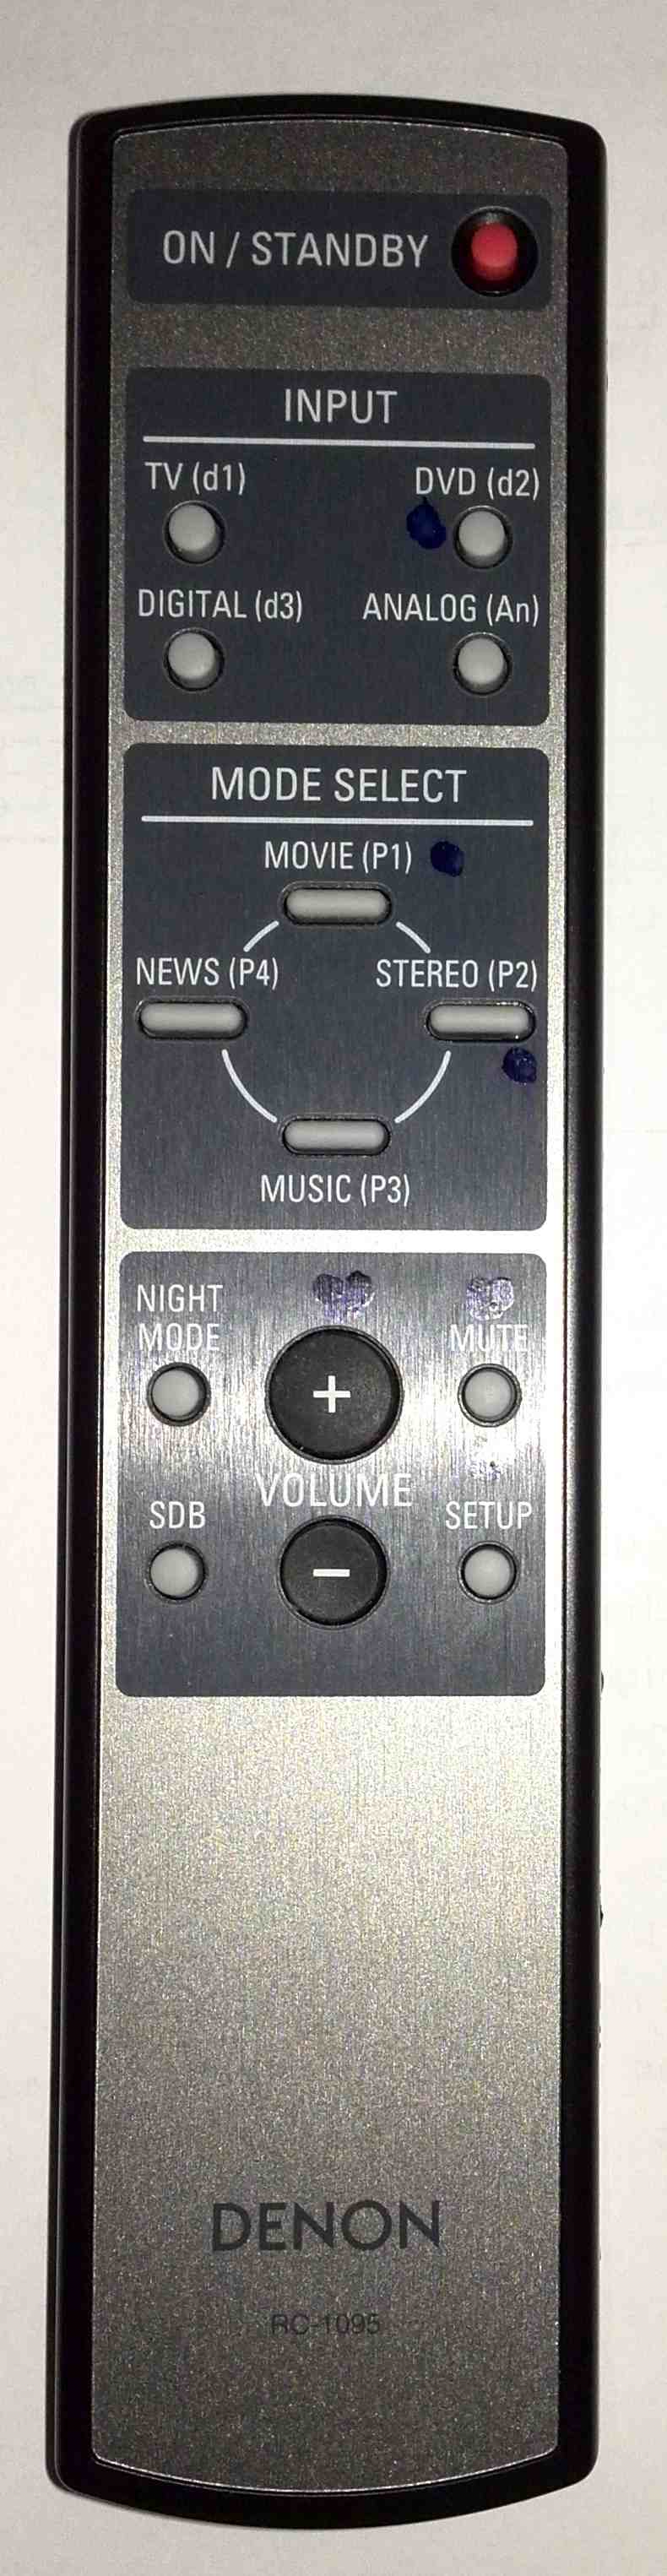 ON / STANDBY
INPUT
TV (d1) DVD (d2)
DIGITAL (d3) ANALOG (An)
MODE SELECT
MOVIE (P1)
NEWS (P4) STEREO (P2)
MUSIC (P3)
NIGHT
MODE MUTE
+
VOLUME
SDB SETUP
−
DENON
RC-1095